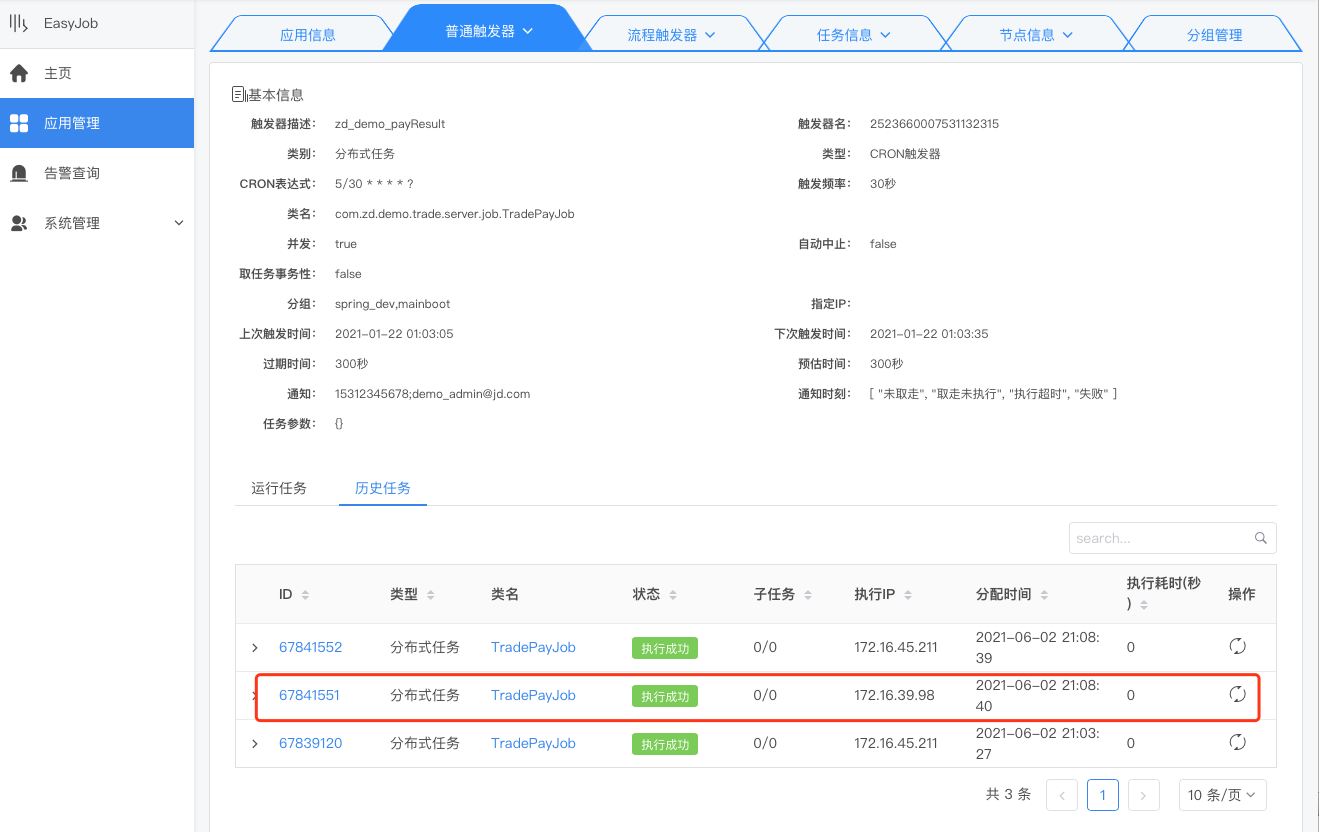 EasyJob
主页
应用管理
告警查询
系统管理
应用信息 普通触发器 流程触发器 任务信息 节点信息 分组管理
基本信息
触发器描述： zd_demo_payResult 触发器名： 2523660007531132315
类别： 分布式任务 类型： CRON触发器
CRON表达式： 5/30 * * * * ? 触发频率： 30秒
类名： com.zd.demo.trade.server.job.TradePayJob
并发： true 自动中止： false
取任务事务性： false
分组： spring_dev,mainboot 指定IP：
上次触发时间： 2021-01-22 01:03:05 下次触发时间： 2021-01-22 01:03:35
过期时间： 300秒 预估时间： 300秒
通知： 15312345678;demo_admin@jd.com 通知时刻： [ "未取走", "取走未执行", "执行超时", "失败" ]
任务参数： {}
运行任务 历史任务
search...
ID 类型 类名 状态 子任务 执行IP 分配时间 执行耗时(秒
) 操作
67841552 分布式任务 TradePayJob 执行成功 0/0 172.16.45.211 2021-06-02 21:08:
39 0
67841551 分布式任务 TradePayJob 执行成功 0/0 172.16.39.98 2021-06-02 21:08:
40 0
67839120 分布式任务 TradePayJob 执行成功 0/0 172.16.45.211 2021-06-02 21:03:
27 0
共 3 条 < 1 > 10 条/页